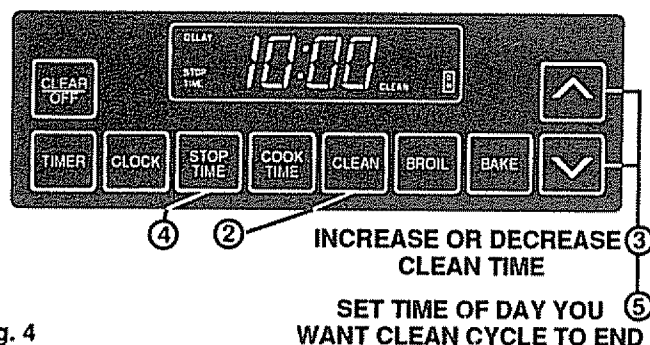 DELAY
10:00
STOP
TIME
CLEAN
CLEAR
OFF
TIMER
CLOCK
STOP
TIME
COOK
TIME
CLEAN
BROIL
BAKE
④
②
INCREASE OR DECREASE ③
CLEAN TIME
SET TIME OF DAY YOU ⑤
WANT CLEAN CYCLE TO END
g. 4